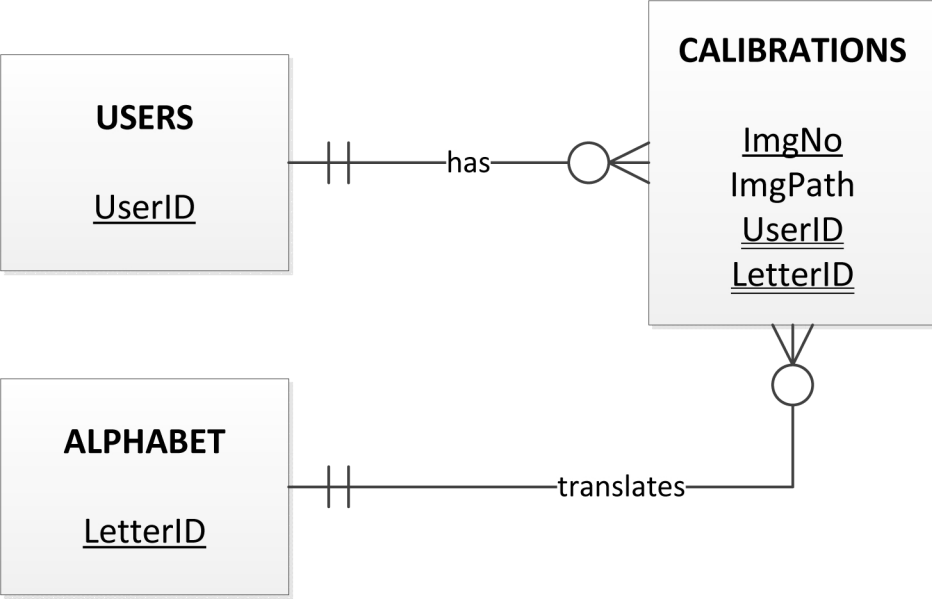 USERS
UserID
has
CALIBRATIONS
ImgNo
ImgPath
UserID
LetterID
ALPHABET
LetterID
translates